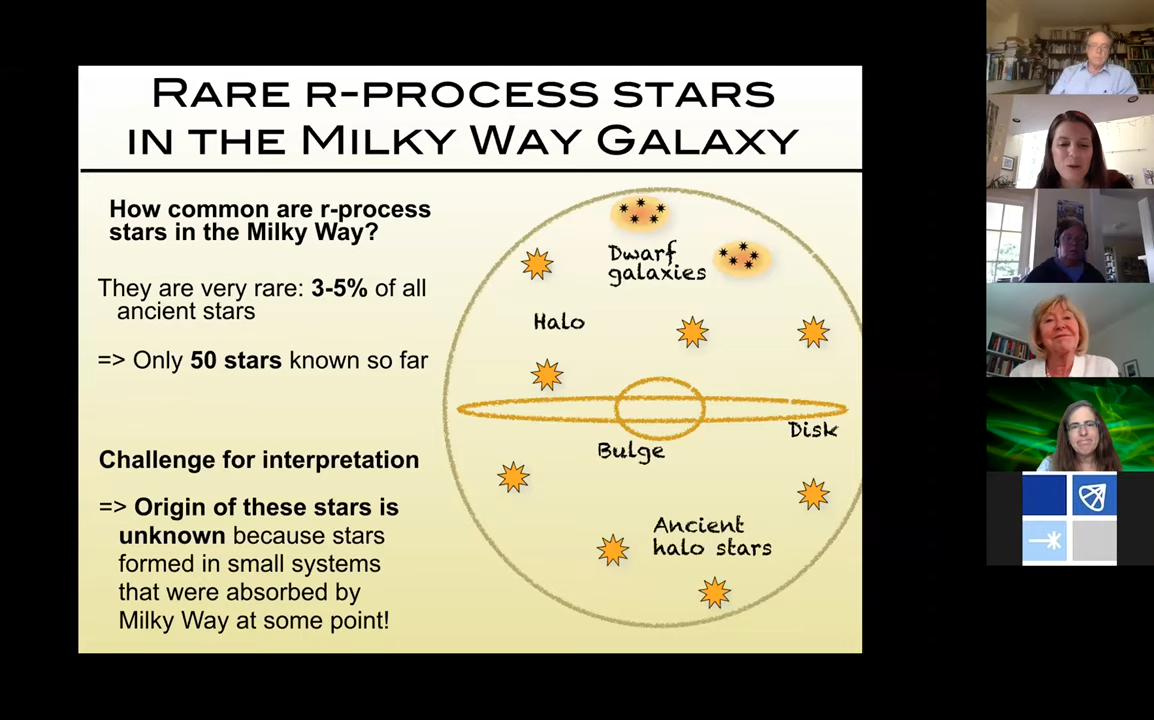 RARE R-PROCESS STARS
IN THE MILKY WAY GALAXY
How common are r-process
stars in the Milky Way?
They are very rare: 3-5% of all
ancient stars
=> Only 50 stars known so far
Challenge for interpretation
=> Origin of these stars is
unknown because stars
formed in small systems
that were absorbed by
Milky Way at some point!
Dwarf
galaxies
Halo
Disk
Bulge
Ancient
halo stars